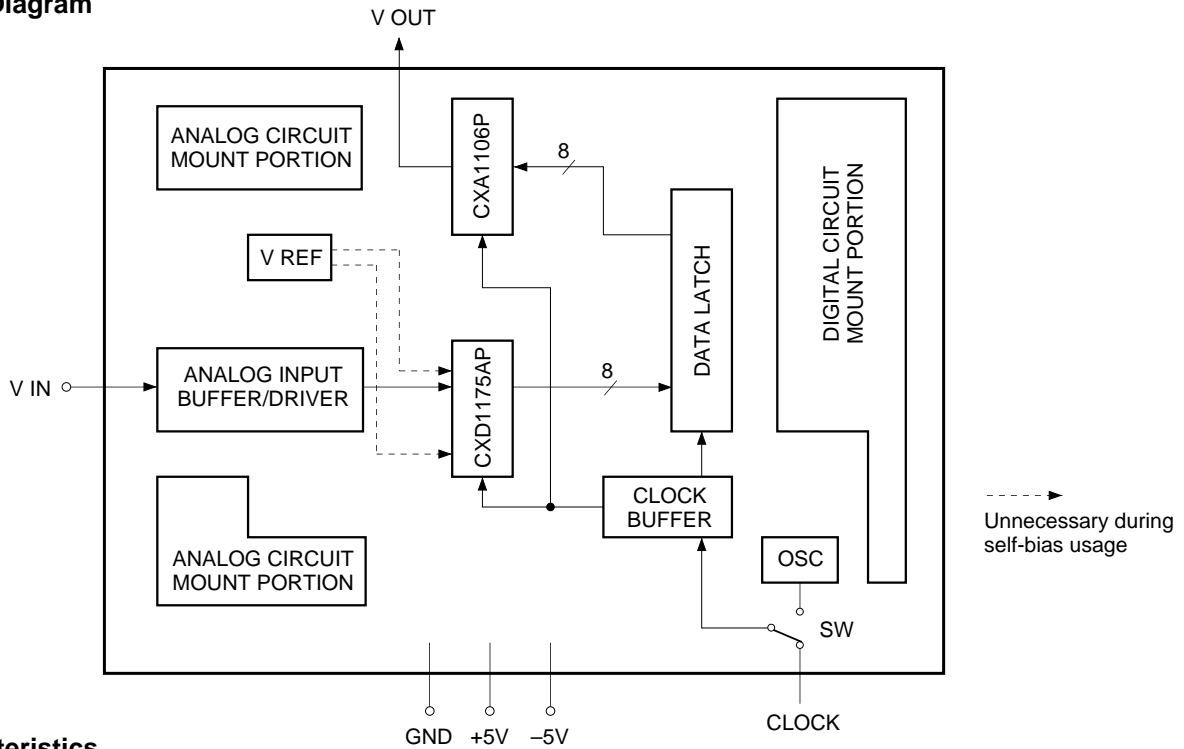 Diagram
V OUT
ANALOG CIRCUIT
MOUNT PORTION
CXA1106P
8
DIGITAL CIRCUIT
MOUNT PORTION
V REF
DATA LATCH
V IN
ANALOG INPUT
BUFFER/DRIVER
CXD1175AP
8
CLOCK
BUFFER
Unnecessary during
self-bias usage
ANALOG CIRCUIT
MOUNT PORTION
OSC
SW
GND +5V –5V
CLOCK